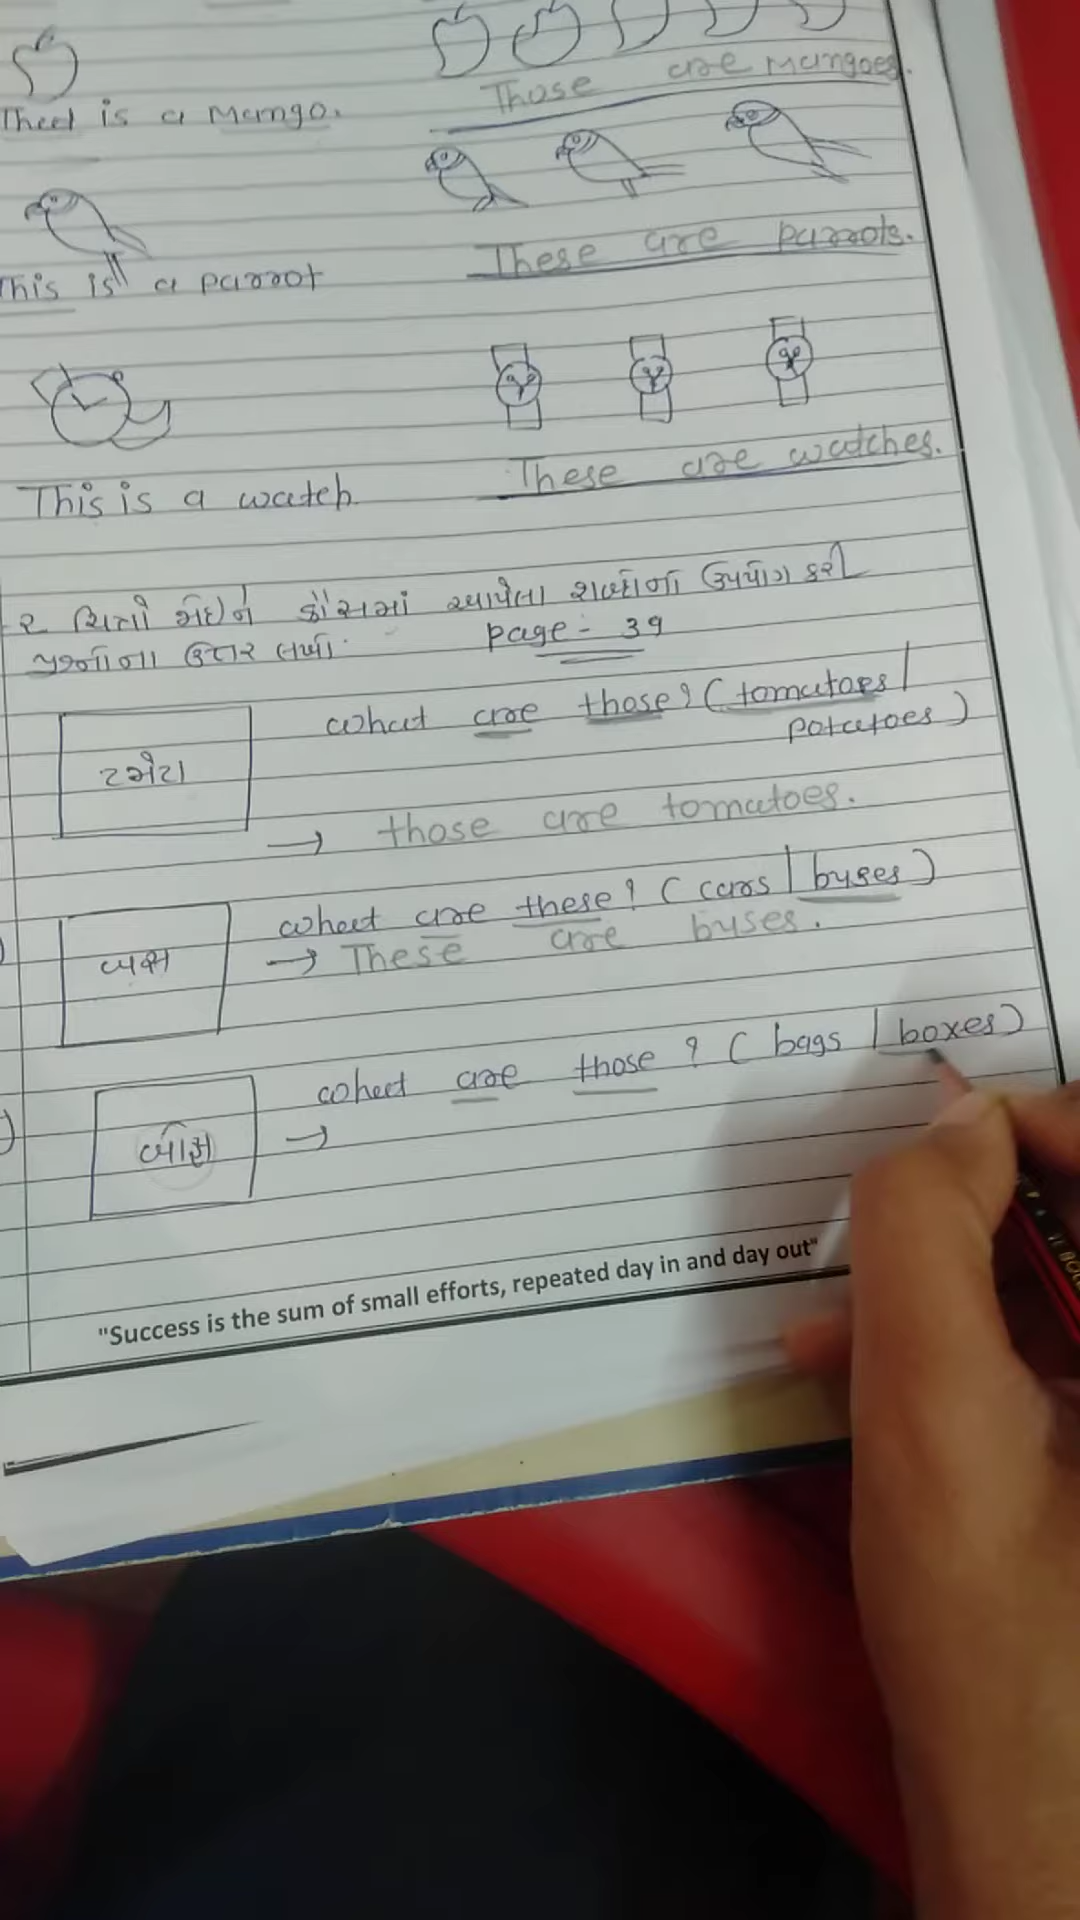 That is a Mango.
Those are Mangoes.
This is a parrot
These are parrots.
This is a watch.
These are watches.
૨ ચિત્રો જોઈને કૌંસમાં આપેલા શબ્દોનો ઉપયોગ કરી
પ્રશ્નોના ઉત્તર લખો.
page - 39
ટામેટા
what are those? (tomatoes /
potatoes)
→ those are tomatoes.
બસ
what are these? (cars / buses)
→ These are buses.
બોક્ષ
what are those ? ( bags / boxes)
→
"Success is the sum of small efforts, repeated day in and day out"